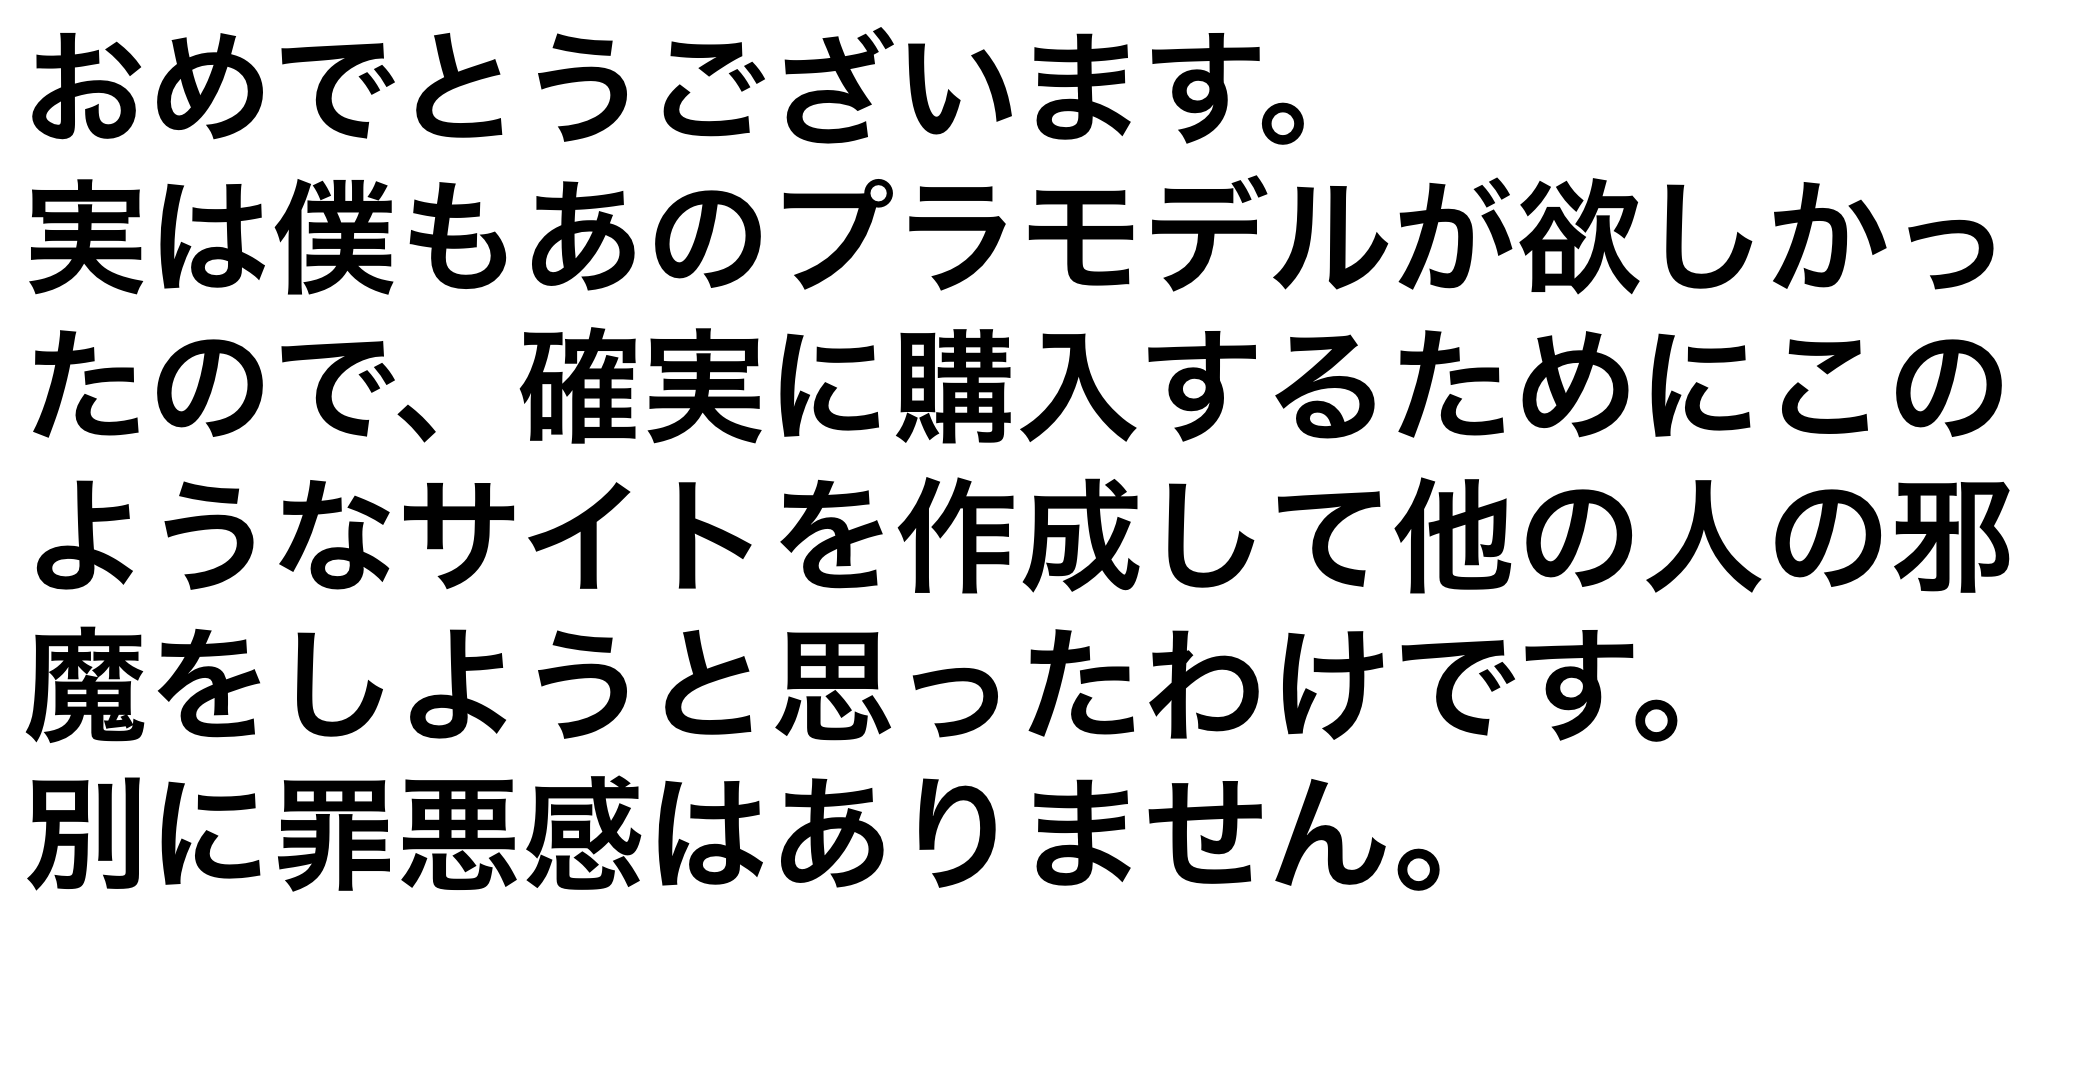 おめでとうございます。
実は僕もあのプラモデルが欲しかっ
たので、確実に購入するためにこの
ようなサイトを作成して他の人の邪
魔をしようと思ったわけです。
別に罪悪感はありません。